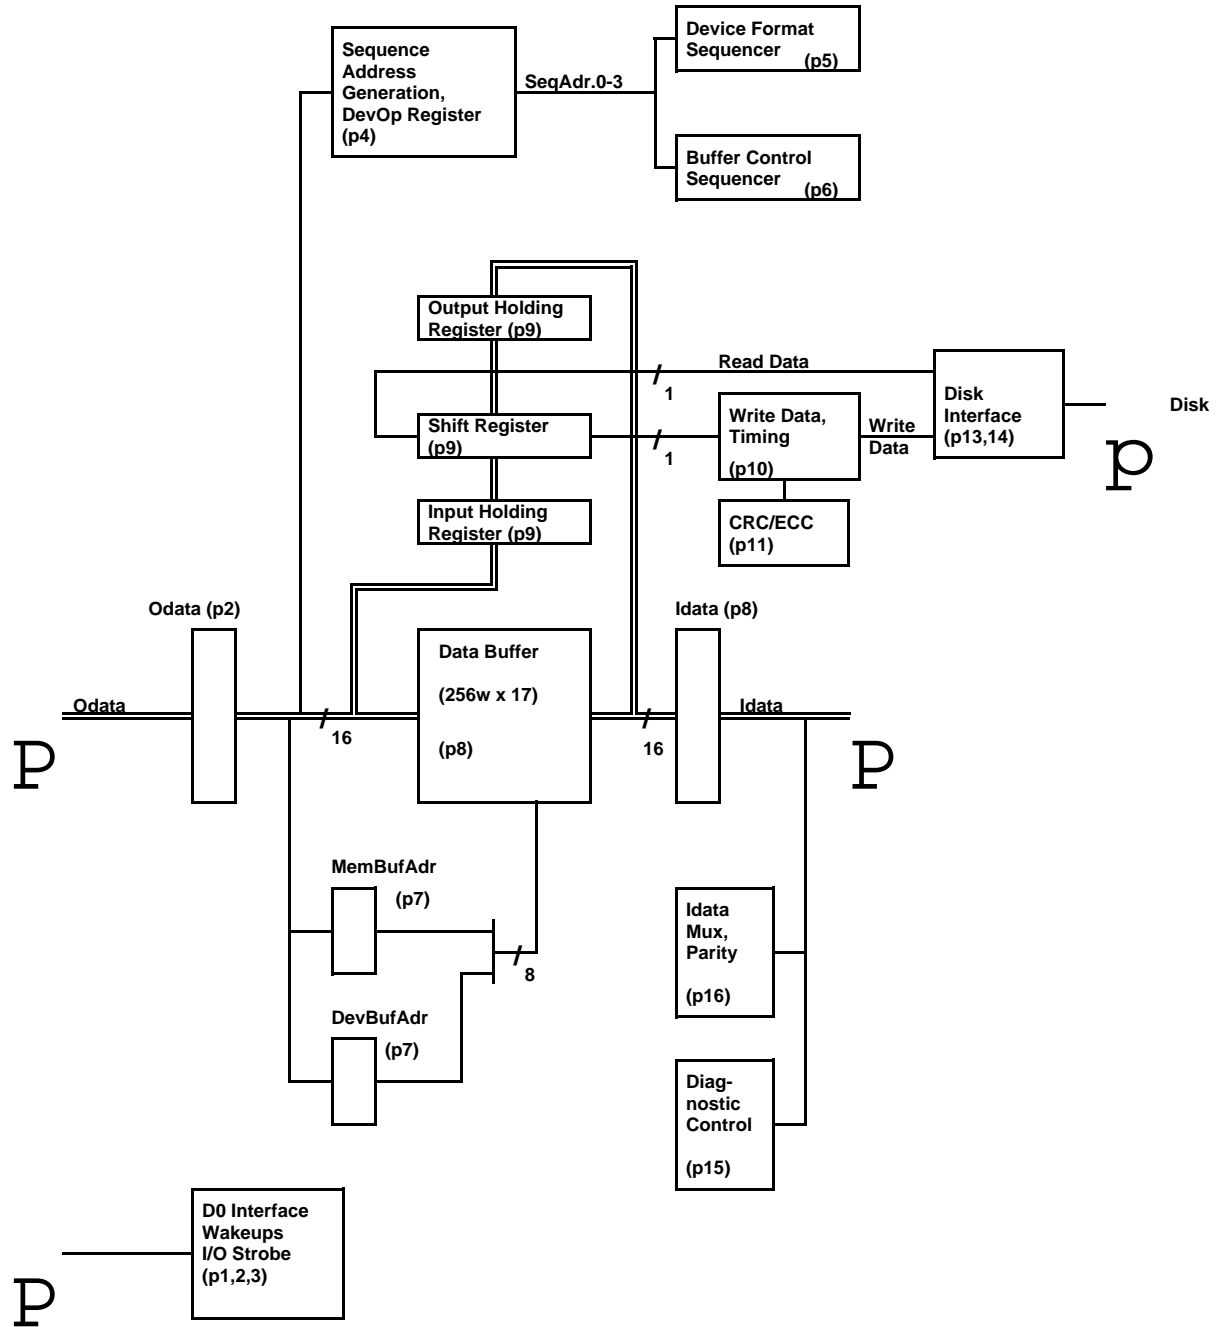 Device Format
Sequencer
(p5)
Sequence
Address
Generation,
DevOp Register
(p4)
SeqAdr.0-3
Buffer Control
Sequencer
(p6)
Output Holding
Register (p9)
Read Data
/
1
Disk
Interface
(p13,14)
Disk
p
Shift Register
(p9)
/
1
Write Data,
Timing
(p10)
Write
Data
Input Holding
Register (p9)
CRC/ECC
(p11)
Odata (p2)
Idata (p8)
Data Buffer
(256w x 17)
(p8)
Odata
/
16
/
16
Idata
P
P
MemBufAdr
(p7)
/
8
DevBufAdr
(p7)
Idata
Mux,
Parity
(p16)
Diag-
nostic
Control
(p15)
D0 Interface
Wakeups
I/O Strobe
(p1,2,3)
P